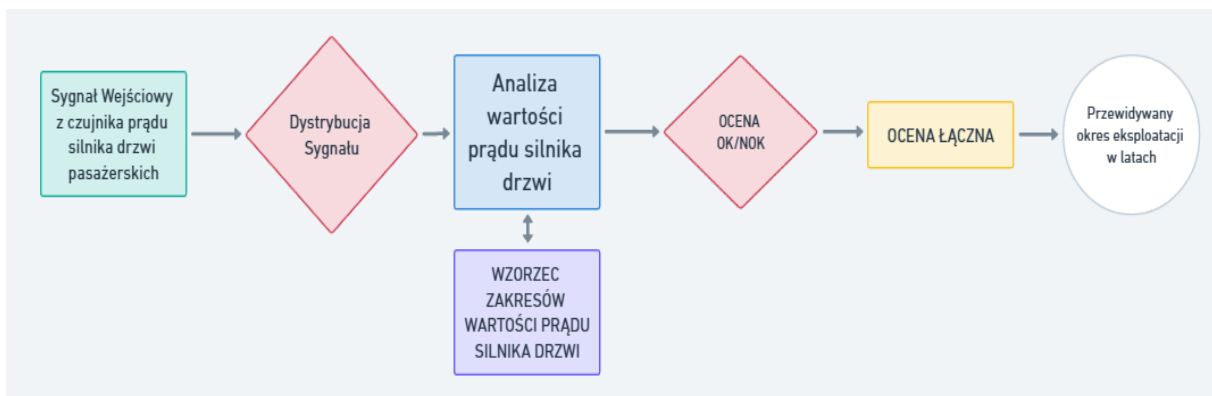 Sygnał Wejściowy
z czujnika prądu
silnika drzwi
pasażerskich
Dystrybucja
Sygnału
Analiza
wartości
prądu silnika
drzwi
WZORZEC
ZAKRESÓW
WARTOŚCI PRĄDU
SILNIKA DRZWI
OCENA
OK/NOK
OCENA ŁĄCZNA
Przewidywany
okres eksploatacji
w latach